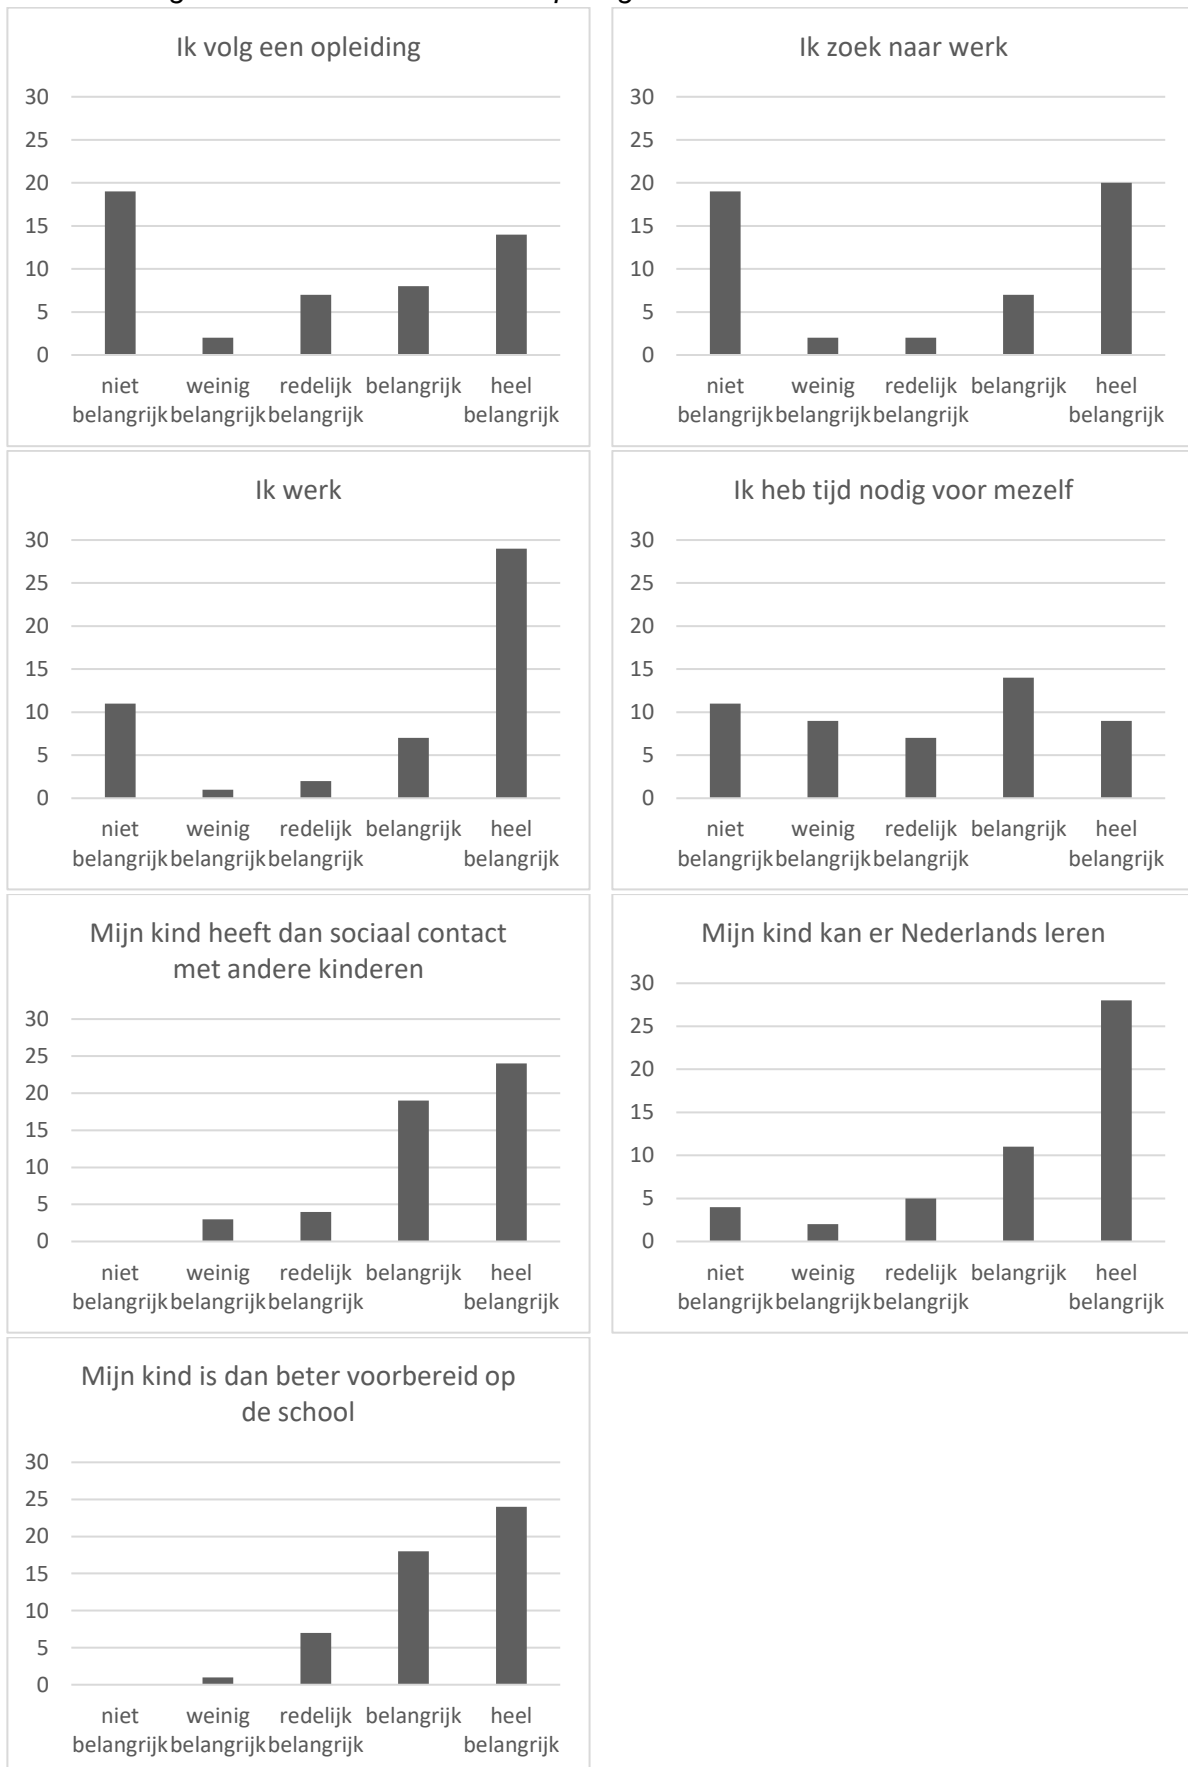 Ik volg een opleiding
30
25
20
15
10
5
0
niet weinig redelijk belangrijk heel
belangrijk belangrijk belangrijk belangrijk
Ik zoek naar werk
30
25
20
15
10
5
0
niet weinig redelijk belangrijk heel
belangrijk belangrijk belangrijk belangrijk
Ik werk
30
25
20
15
10
5
0
niet weinig redelijk belangrijk heel
belangrijk belangrijk belangrijk belangrijk
Ik heb tijd nodig voor mezelf
30
25
20
15
10
5
0
niet weinig redelijk belangrijk heel
belangrijk belangrijk belangrijk belangrijk
Mijn kind heeft dan sociaal contact
met andere kinderen
30
25
20
15
10
5
0
niet weinig redelijk belangrijk heel
belangrijk belangrijk belangrijk belangrijk
Mijn kind kan er Nederlands leren
30
25
20
15
10
5
0
niet weinig redelijk belangrijk heel
belangrijk belangrijk belangrijk belangrijk
Mijn kind is dan beter voorbereid op
de school
30
25
20
15
10
5
0
niet weinig redelijk belangrijk heel
belangrijk belangrijk belangrijk belangrijk